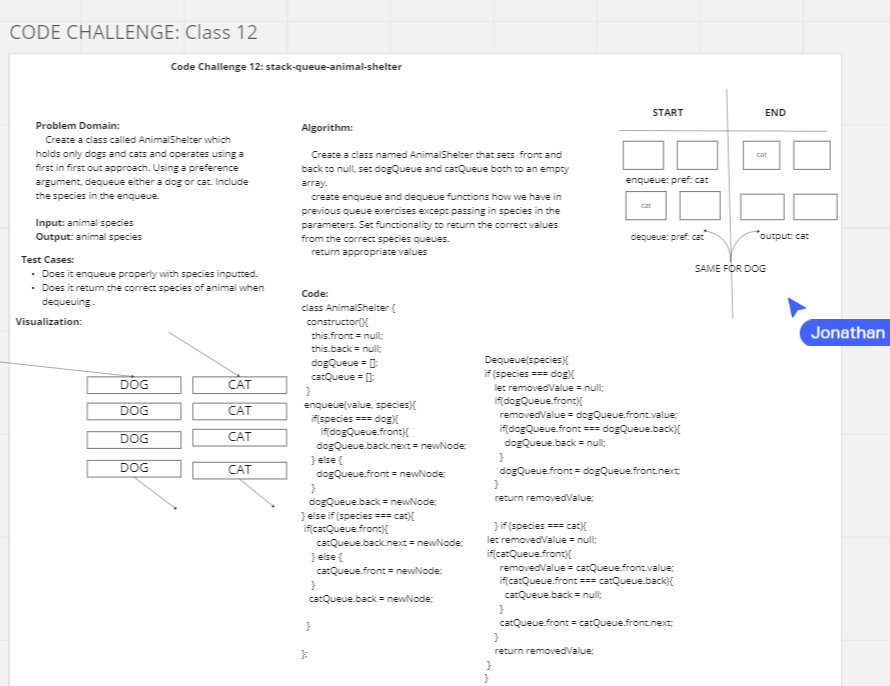 CODE CHALLENGE: Class 12
Code Challenge 12: stack-queue-animal-shelter
Problem Domain:
Create a class called AnimalShelter which
holds only dogs and cats and operates using a
first in first out approach. Using a preference
argument, dequeue either a dog or cat. Include
the species in the enqueue.
Input: animal species
Output: animal species
Test Cases:
• Does it enqueue properly with species inputted.
• Does it return the correct species of animal when
dequeuing .
Visualization:
DOG CAT
DOG CAT
DOG CAT
DOG CAT
Algorithm:
Create a class named AnimalShelter that sets front and
back to null, set dogQueue and catQueue both to an empty
array.
create enqueue and dequeue functions how we have in
previous queue exercises except passing in species in the
parameters. Set functionality to return the correct values
from the correct species queues.
return appropriate values
Code:
class AnimalShelter {
constructor(){
this.front = null;
this.back = null;
dogQueue = [];
catQueue = [];
}
enqueue(value, species){
if(species === dog){
if(dogQueue.front){
dogQueue.back.next = newNode;
} else {
dogQueue.front = newNode;
}
dogQueue.back = newNode;
} else if (species === cat){
if(catQueue.front){
catQueue.back.next = newNode;
} else {
catQueue.front = newNode;
}
catQueue.back = newNode;
}
};
Dequeue(species){
if (species === dog){
let removedValue = null;
if(dogQueue.front){
removedValue = dogQueue.front.value;
if(dogQueue.front === dogQueue.back){
dogQueue.back = null;
}
dogQueue.front = dogQueue.front.next;
}
return removedValue;
} if (species === cat){
let removedValue = null;
if(catQueue.front){
removedValue = catQueue.front.value;
if(catQueue.front === catQueue.back){
catQueue.back = null;
}
catQueue.front = catQueue.front.next;
}
return removedValue;
}
}
START END
cat
enqueue: pref: cat
cat
dequeue: pref: cat output: cat
SAME FOR DOG
Jonathan